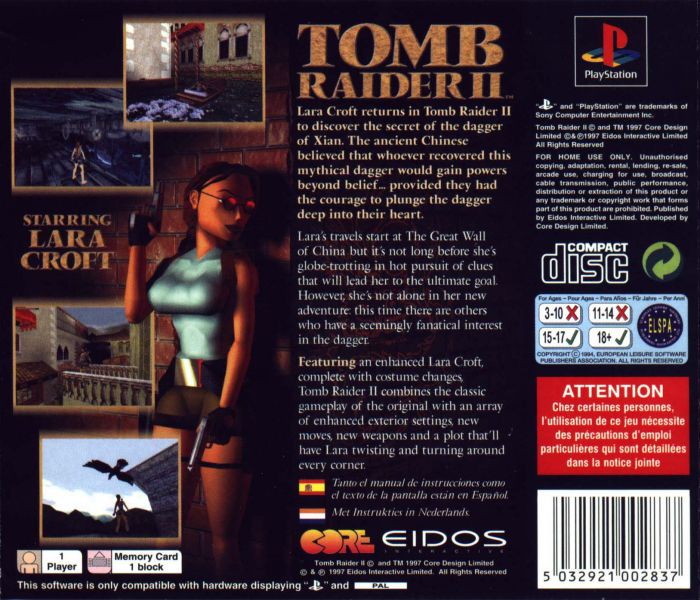 TOMB
RAIDER II
TM
Lara Croft returns in Tomb Raider II
to discover the secret of the dagger
of Xian. The ancient Chinese
believed that whoever recovered this
mythical dagger would gain powers
beyond belief... provided they had
the courage to plunge the dagger
deep into their heart.
Lara's travels start at The Great Wall
of China but it's not long before she's
globe-trotting in hot pursuit of clues
that will lead her to the ultimate goal.
However, she's not alone in her new
adventure: this time there are others
who have a seemingly fanatical interest
in the dagger.
Featuring an enhanced Lara Croft,
complete with costume changes,
Tomb Raider II combines the classic
gameplay of the original with an array
of enhanced exterior settings, new
moves, new weapons and a plot that'll
have Lara twisting and turning around
every corner.
Tanto el manual de instrucciones como
el texto de la pantalla están en Español.
Met Instrukties in Nederlands.
CORE EIDOS
INTERACTIVE
Tomb Raider II © and TM 1997 Core Design Limited
© & ℗ 1997 Eidos Interactive Limited. All Rights Reserved
STARRING
LARA
CROFT
1
Player
Memory Card
1 block
This software is only compatible with hardware displaying "PS" and PAL
PlayStation
"PS" and "PlayStation" are trademarks of
Sony Computer Entertainment Inc.
Tomb Raider II © and TM 1997 Core Design
Limited ©&℗1997 Eidos Interactive Limited
All Rights Reserved
FOR HOME USE ONLY. Unauthorised
copying, adaptation, rental, lending, re-sale,
arcade use, charging for use, broadcast,
cable transmission, public performance,
distribution or extraction of this product or
any trademark or copyright work that forms
part of this product are prohibited. Published
by Eidos Interactive Limited. Developed by
Core Design Limited.
COMPACT
disc
For Ages - Pour Ages - Para Años - Für Jahre - Per Anni
3-10 11-14
15-17 18+
ELSPA
COPYRIGHT © 1994, EUROPEAN LEISURE SOFTWARE
PUBLISHERS ASSOCIATION. ALL RIGHTS RESERVED
ATTENTION
Chez certaines personnes,
l'utilisation de ce jeu nécessite
des précautions d'emploi
particulières qui sont détaillées
dans la notice jointe
5 032921 002837